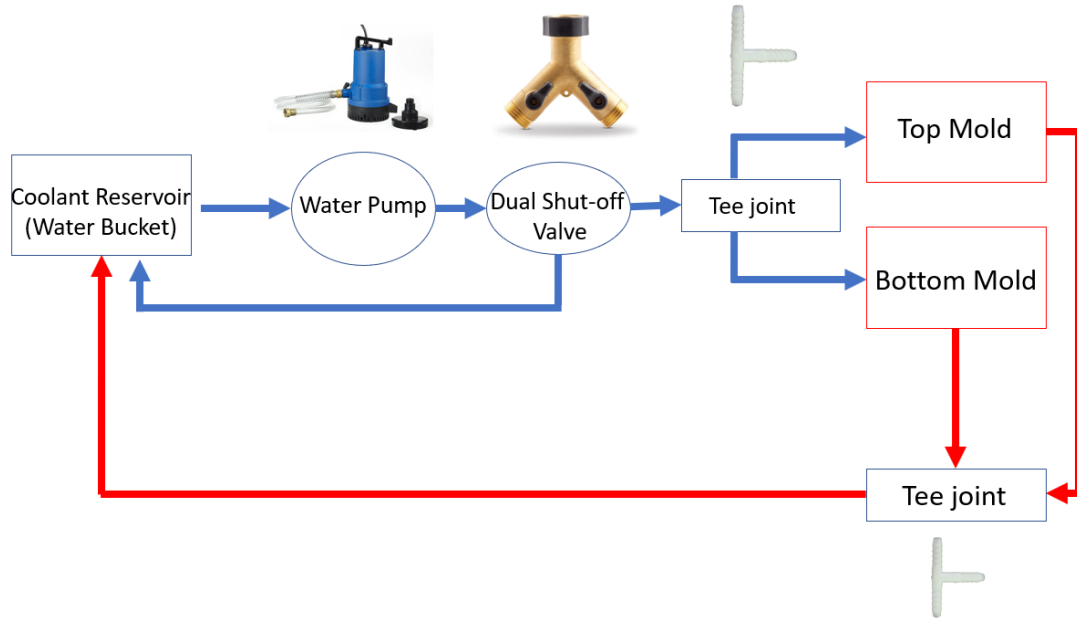 Coolant Reservoir
(Water Bucket)
Water Pump
Dual Shut-off
Valve
Tee joint
Top Mold
Bottom Mold
Tee joint